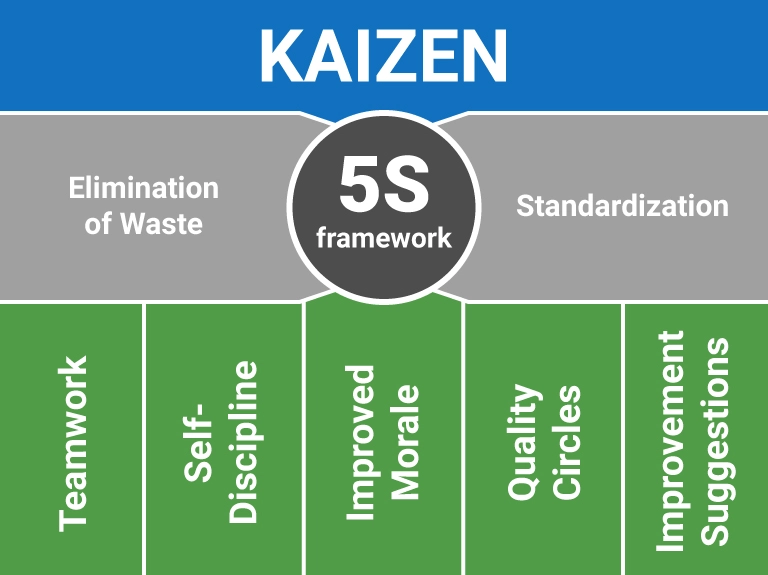 KAIZEN
Elimination
of Waste
5S
framework
Standardization
Teamwork
Self-
Discipline
Improved
Morale
Quality
Circles
Improvement
Suggestions